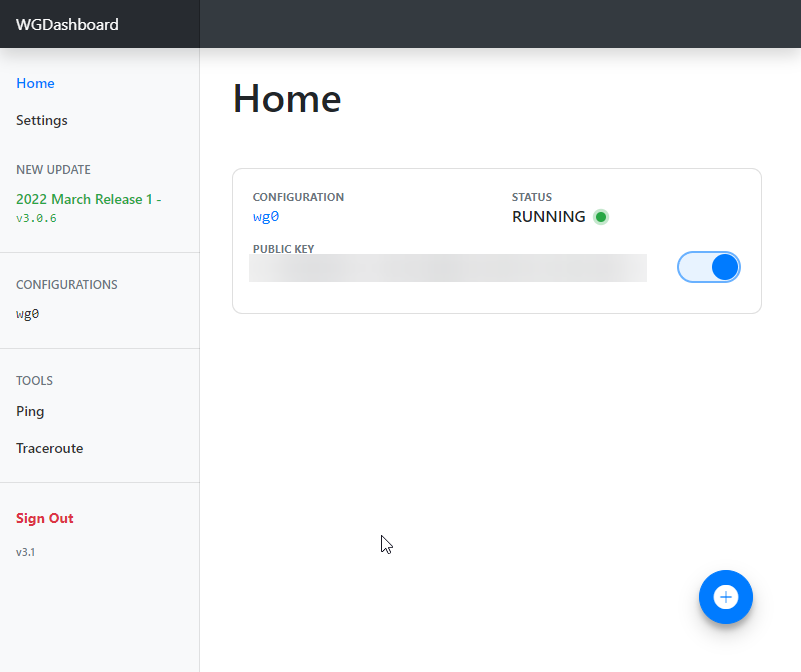 WGDashboard
Home
Settings
NEW UPDATE
2022 March Release 1 -
v3.0.6
CONFIGURATIONS
wg0
TOOLS
Ping
Traceroute
Sign Out
v3.1
Home
CONFIGURATION
wg0
STATUS
RUNNING
PUBLIC KEY